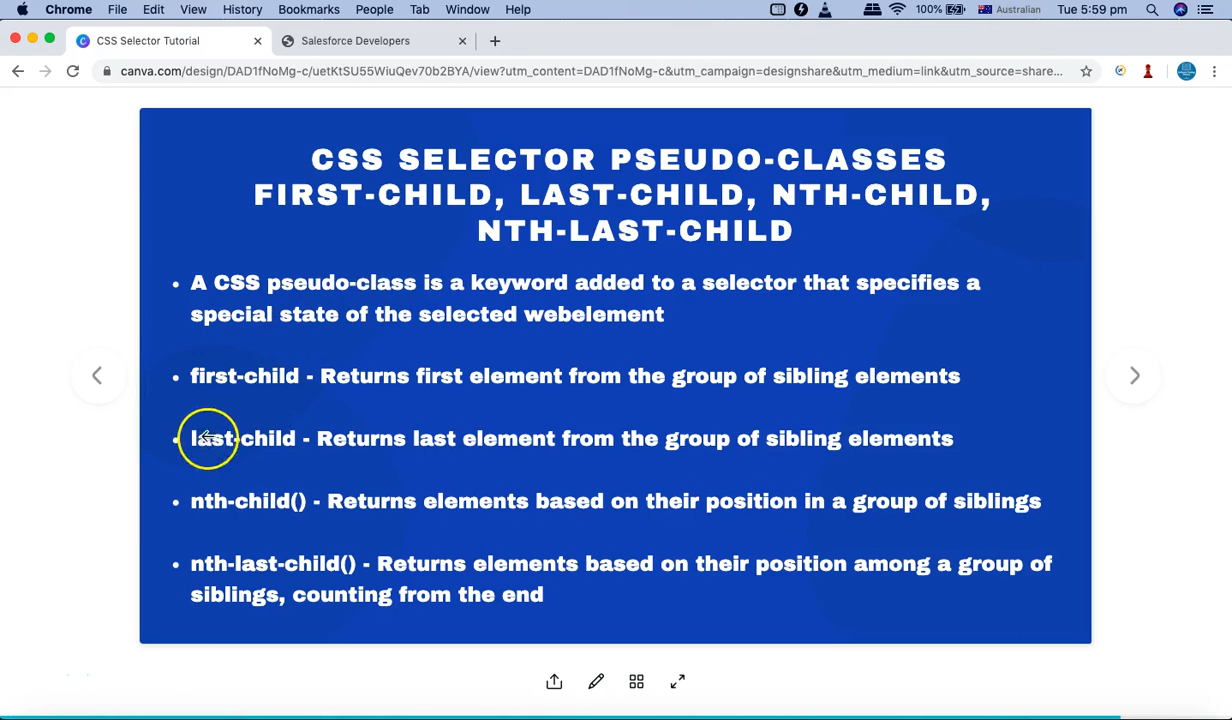 Chrome File Edit View History Bookmarks People Tab Window Help 100% Australian Tue 5:59 pm
CSS Selector Tutorial Salesforce Developers
canva.com/design/DAD1fNoMg-c/uetKtSU55WiuQev70b2BYA/view?utm_content=DAD1fNoMg-c&utm_campaign=designshare&utm_medium=link&utm_source=share...
CSS SELECTOR PSEUDO-CLASSES
FIRST-CHILD, LAST-CHILD, NTH-CHILD,
NTH-LAST-CHILD
• A CSS pseudo-class is a keyword added to a selector that specifies a
special state of the selected webelement
• first-child - Returns first element from the group of sibling elements
• last-child - Returns last element from the group of sibling elements
• nth-child() - Returns elements based on their position in a group of siblings
• nth-last-child() - Returns elements based on their position among a group of
siblings, counting from the end